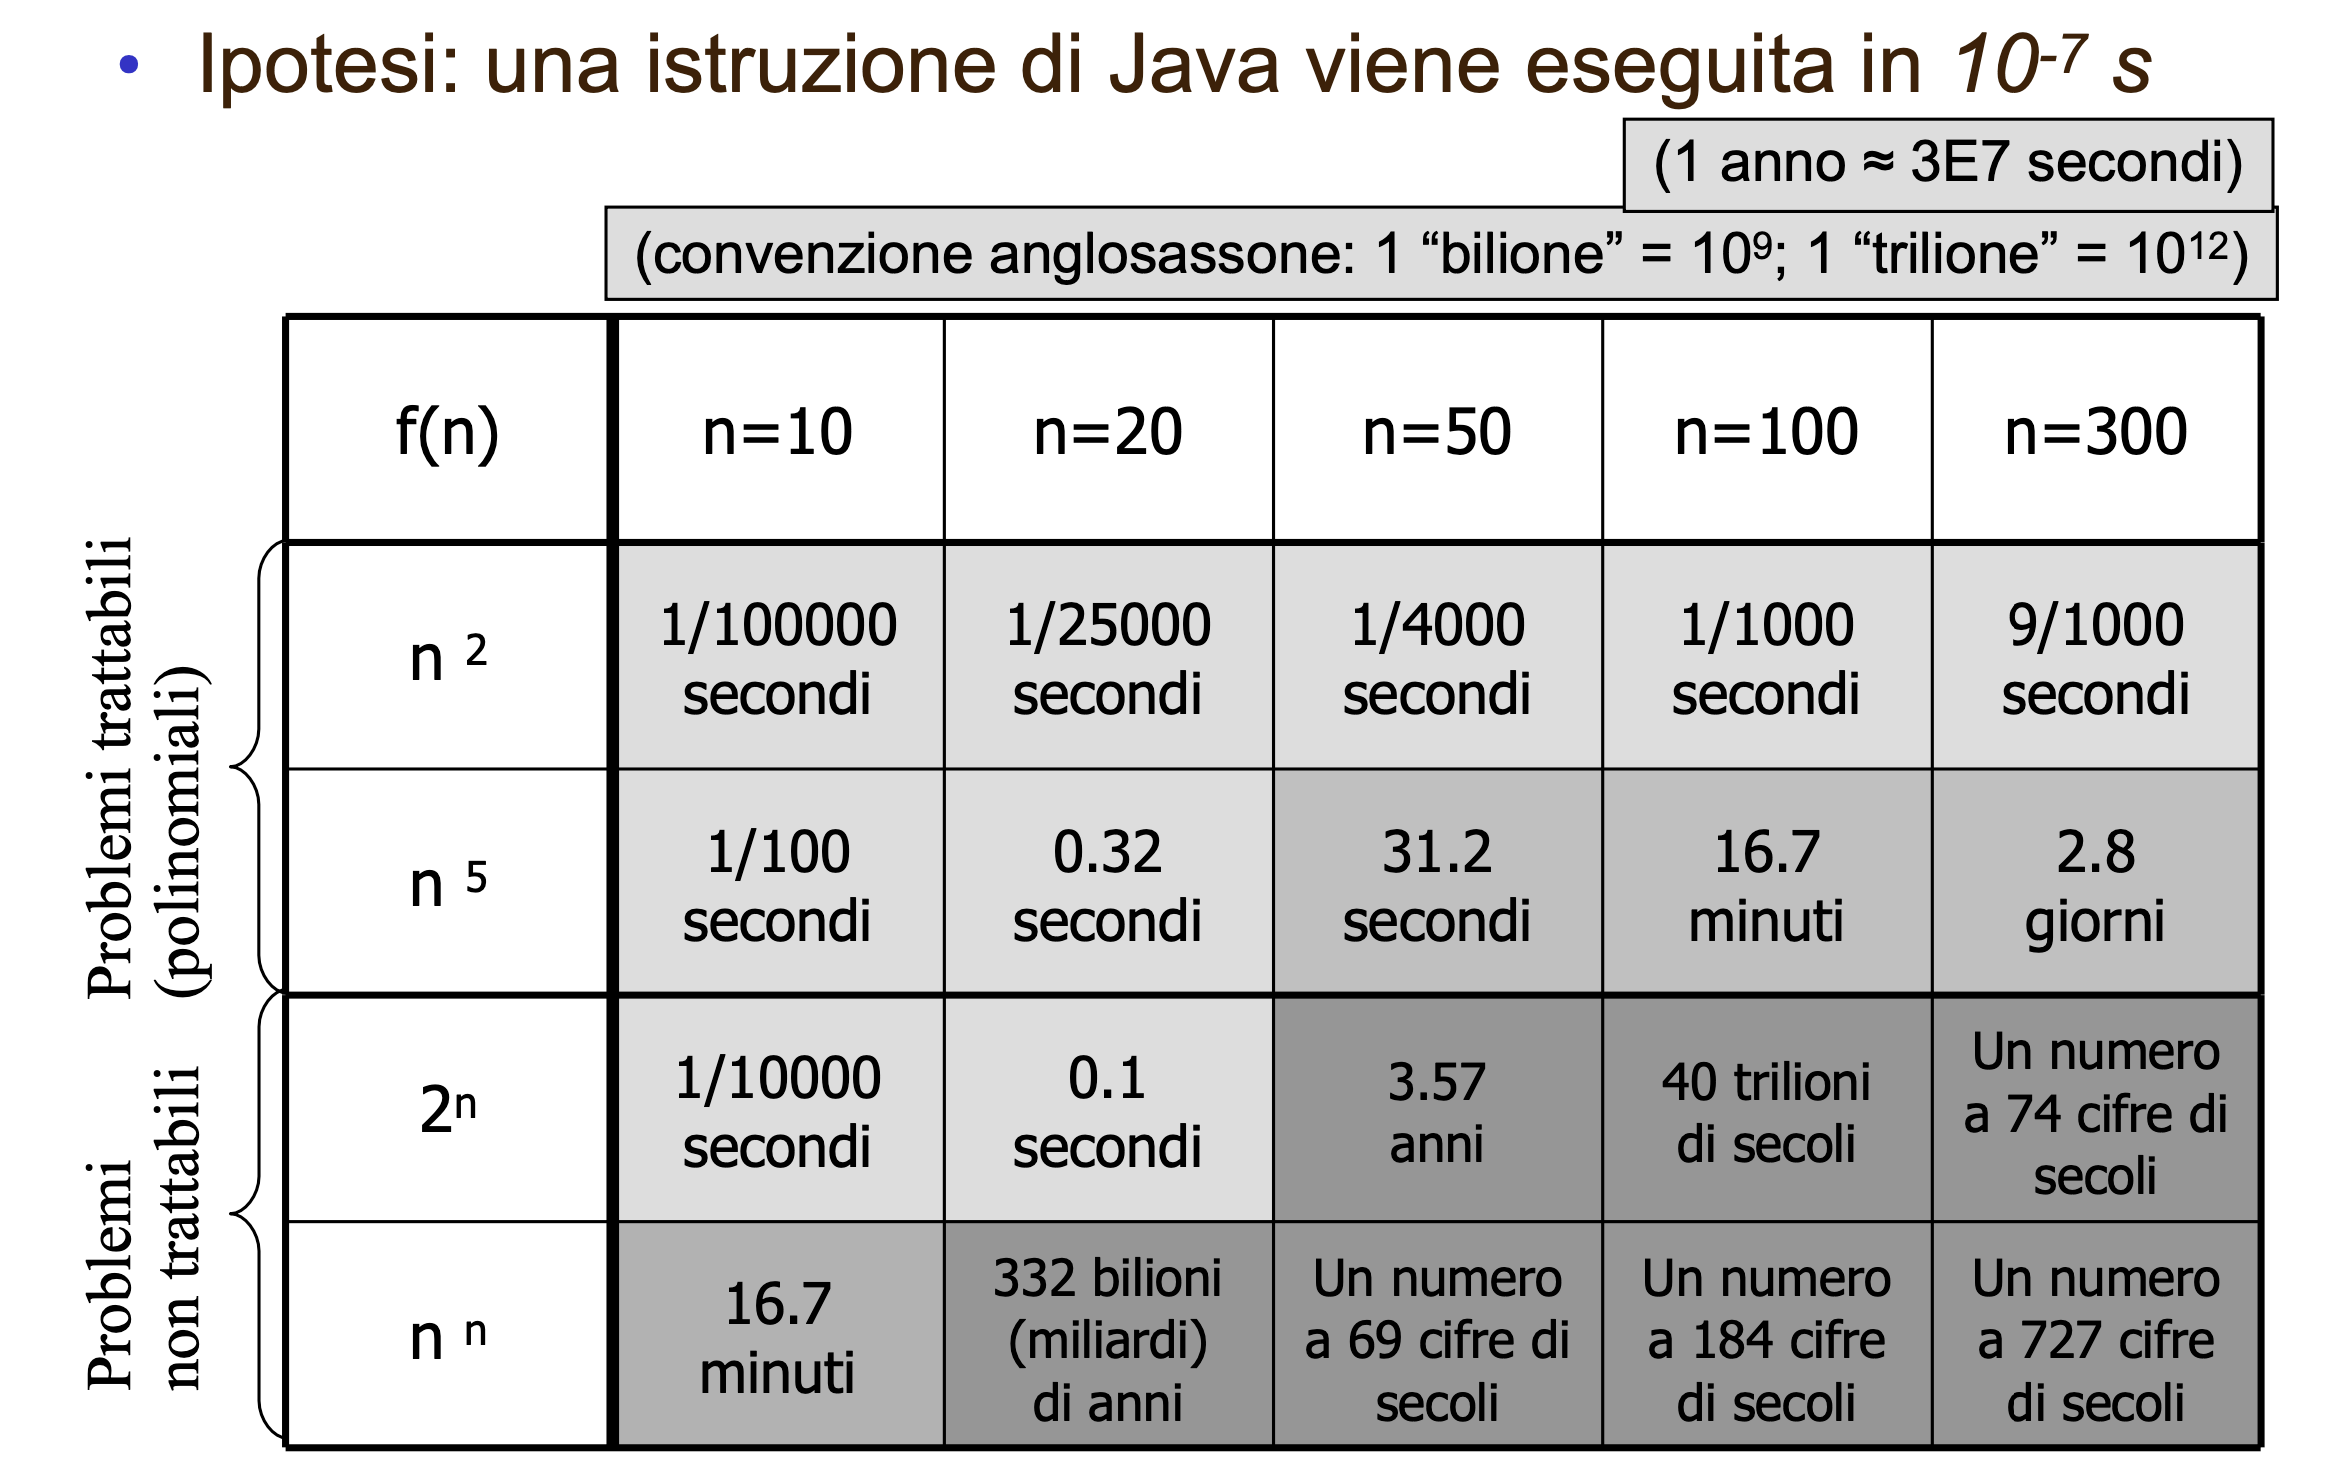 • Ipotesi: una istruzione di Java viene eseguita in 10⁻⁷ s
(1 anno ≈ 3E7 secondi)
(convenzione anglosassone: 1 “bilione” = 10⁹; 1 “trilione” = 10¹²)
f(n) n=10 n=20 n=50 n=100 n=300
Problemi trattabili
(polinomiali)
n ²
1/100000
secondi
1/25000
secondi
1/4000
secondi
1/1000
secondi
9/1000
secondi
n ⁵
1/100
secondi
0.32
secondi
31.2
secondi
16.7
minuti
2.8
giorni
Problemi
non trattabili
2ⁿ
1/10000
secondi
0.1
secondi
3.57
anni
40 trilioni
di secoli
Un numero
a 74 cifre di
secoli
n ⁿ
16.7
minuti
332 bilioni
(miliardi)
di anni
Un numero
a 69 cifre di
secoli
Un numero
a 184 cifre
di secoli
Un numero
a 727 cifre
di secoli